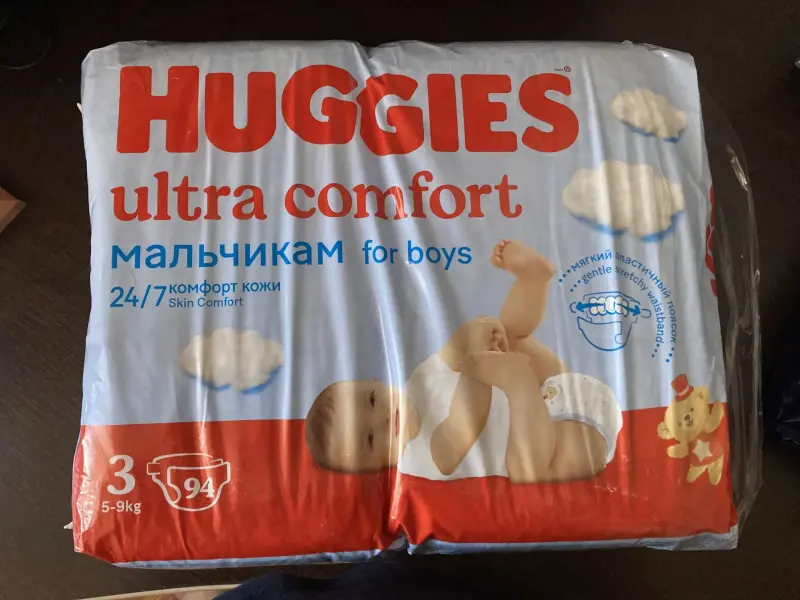 HUGGIES®
ultra comfort
мальчикам for boys
24/7 комфорт кожи
Skin Comfort
мягкий эластичный поясок
gentle stretchy waistband
3
5-9kg
94